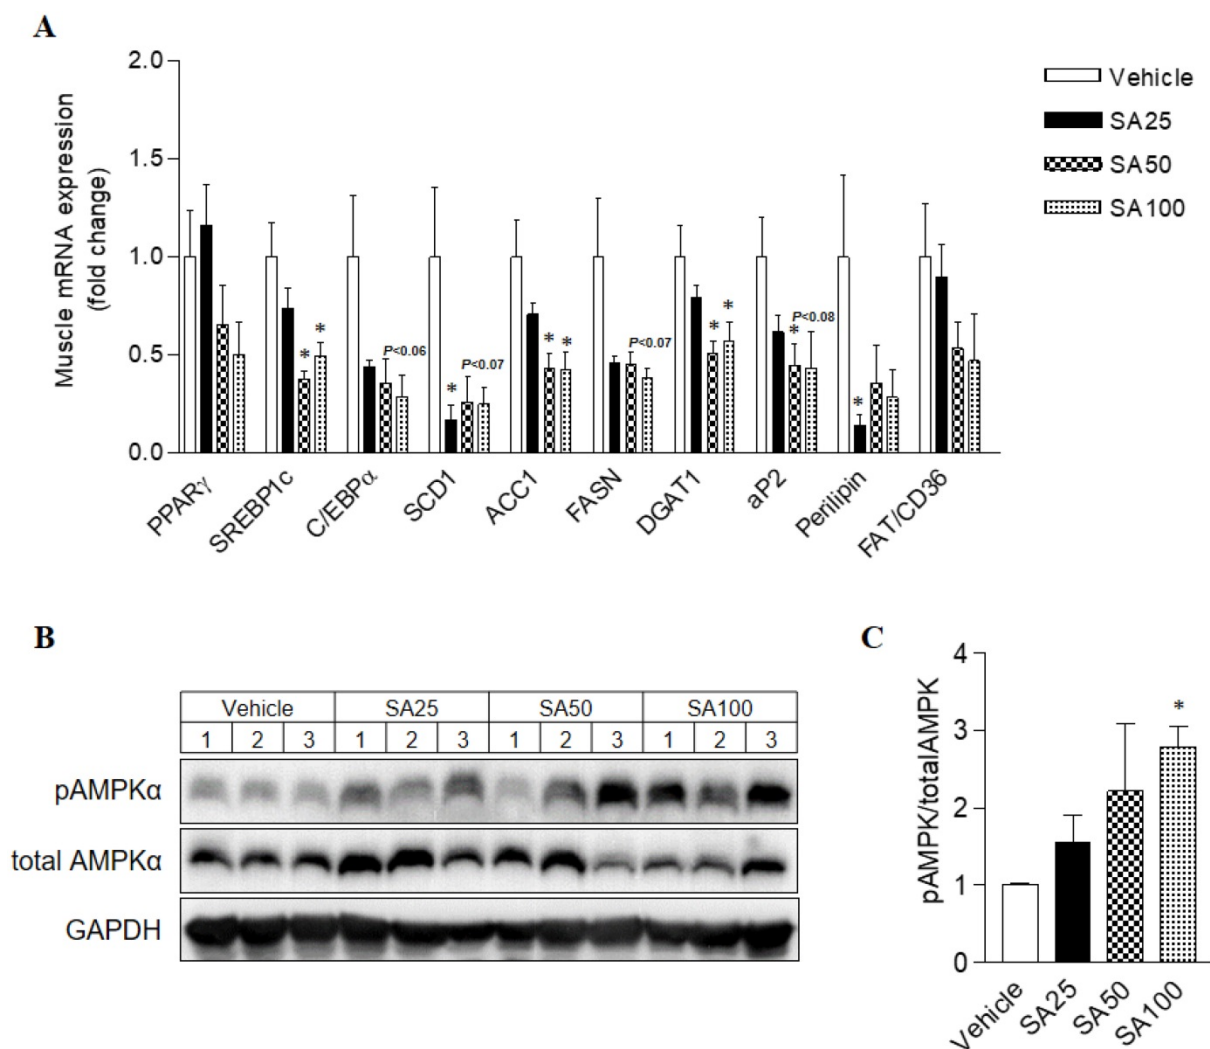 A
Muscle mRNA expression
(fold change)
2.0
1.5
1.0
0.5
0.0
Vehicle
SA25
SA50
SA100
*
*
P<0.06
*
P<0.07
*
*
P<0.07
*
*
*
P<0.08
*
PPARγ
SREBP1c
C/EBPα
SCD1
ACC1
FASN
DGAT1
aP2
Perilipin
FAT/CD36
B
Vehicle SA25 SA50 SA100
1 2 3 1 2 3 1 2 3 1 2 3
pAMPKα
total AMPKα
GAPDH
C
pAMPK/totalAMPK
4
3
2
1
0
*
Vehicle
SA25
SA50
SA100